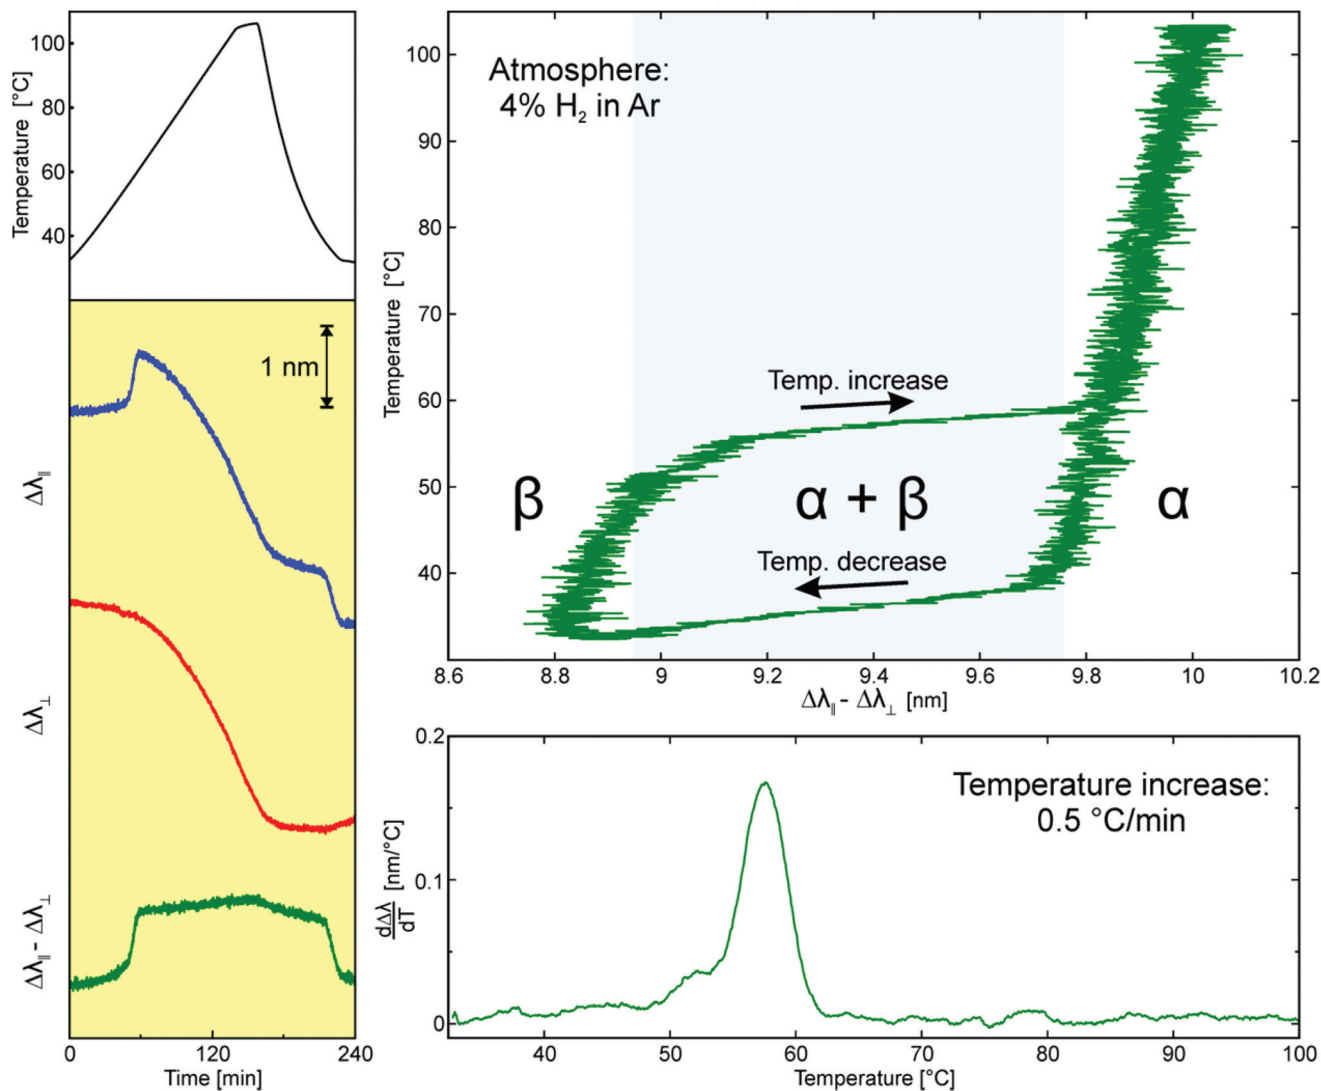 Temperature [°C]
100
80
60
40
1 nm
Δλ∥
Δλ⊥
Δλ∥ - Δλ⊥
0
120
240
Time [min]
Temperature [°C]
100
90
80
70
60
50
40
Atmosphere:
4% H₂ in Ar
Temp. increase
β
α + β
α
Temp. decrease
8.6
8.8
9
9.2
9.4
9.6
9.8
10
10.2
Δλ∥ - Δλ⊥ [nm]
dΔλ/dT [nm/°C]
0.2
0.1
0
Temperature increase:
0.5 °C/min
40
50
60
70
80
90
100
Temperature [°C]